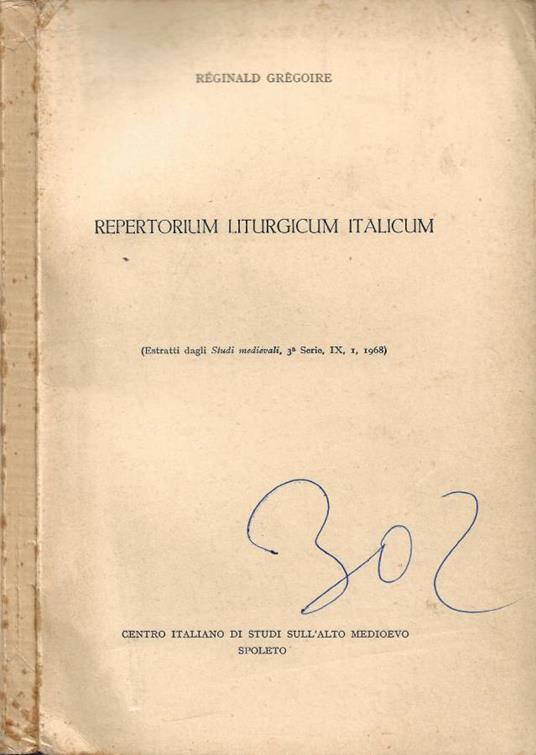 RÉGINALD GRÉGOIRE
REPERTORIUM LITURGICUM ITALICUM
(Estratti dagli Studi medievali, 3ª Serie, IX, 1, 1968)
302
CENTRO ITALIANO DI STUDI SULL'ALTO MEDIOEVO
SPOLETO